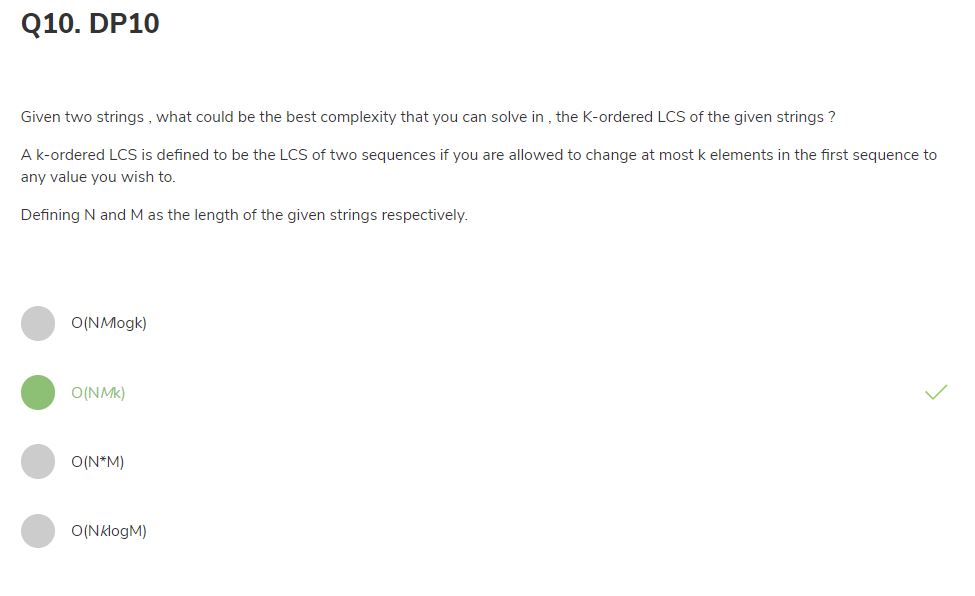 Q10. DP10
Given two strings , what could be the best complexity that you can solve in , the K-ordered LCS of the given strings ?
A k-ordered LCS is defined to be the LCS of two sequences if you are allowed to change at most k elements in the first sequence to
any value you wish to.
Defining N and M as the length of the given strings respectively.
O(NMlogk)
O(NMk)
O(N*M)
O(NklogM)